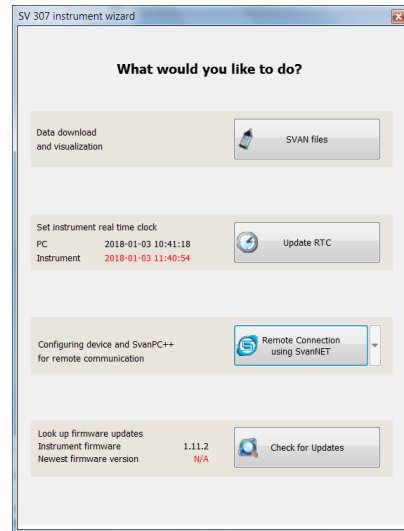 SV 307 instrument wizard
What would you like to do?
Data download
and visualization
SVAN files
Set instrument real time clock
PC 2018-01-03 10:41:18
Instrument 2018-01-03 11:40:54
Update RTC
Configuring device and SvanPC++
for remote communication
Remote Connection
using SvanNET
Look up firmware updates
Instrument firmware 1.11.2
Newest firmware version N/A
Check for Updates